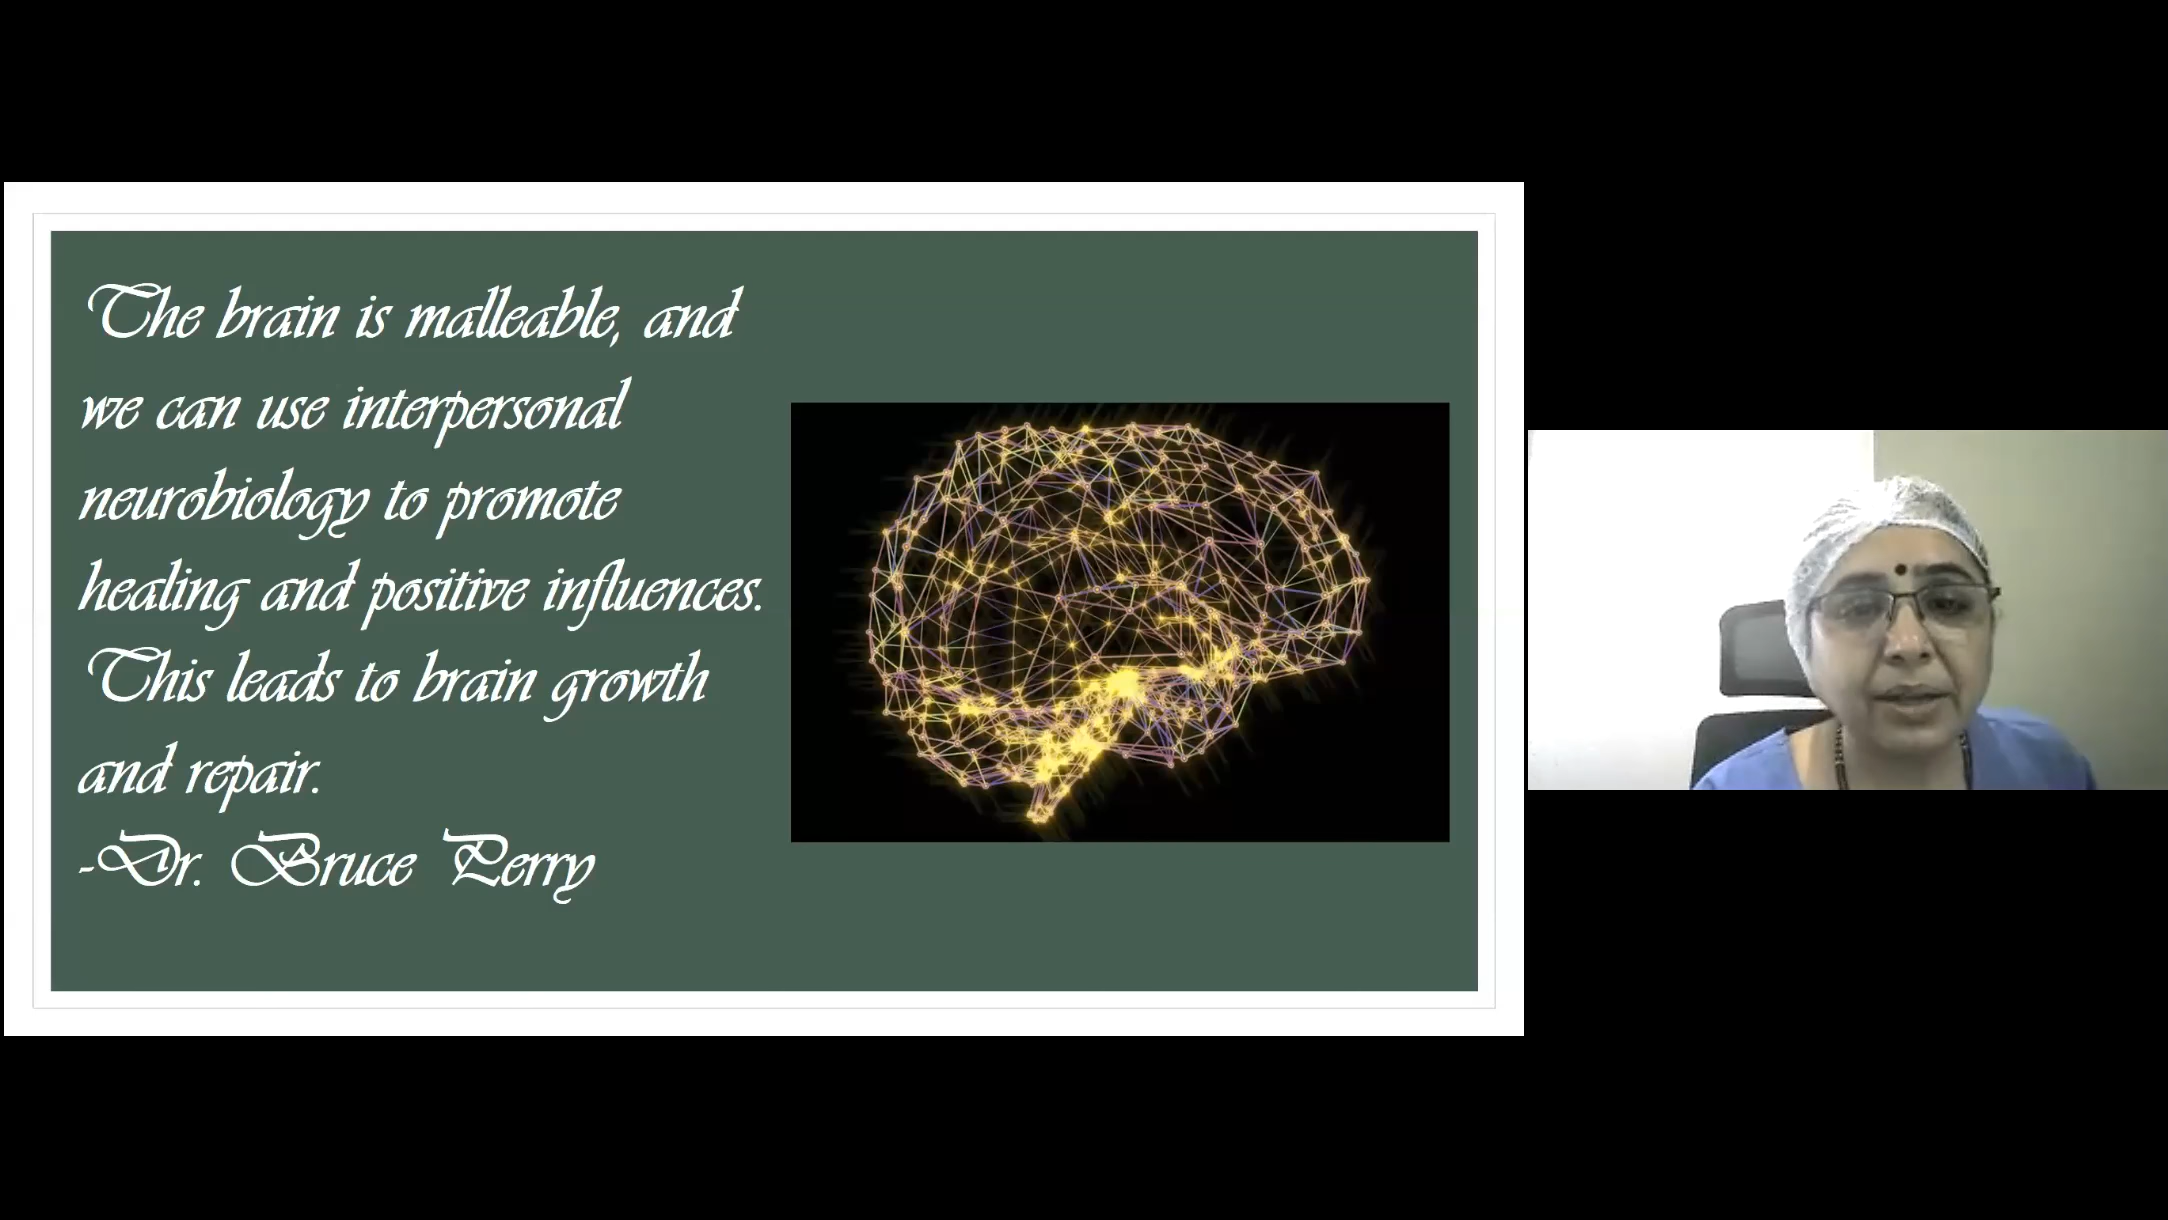 The brain is malleable, and
we can use interpersonal
neurobiology to promote
healing and positive influences.
This leads to brain growth
and repair.
-Dr. Bruce Perry